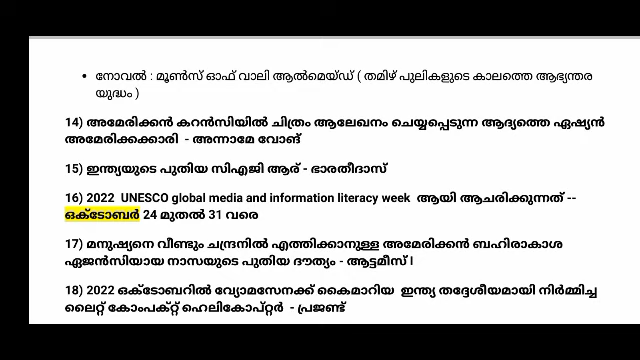 • നോവൽ : മൂൺസ് ഓഫ് വാലി ആൽമെയ്ഡ് ( തമിഴ് പുലികളുടെ കാലത്തെ ആഭ്യന്തര
യുദ്ധം )
14) അമേരിക്കൻ കറൻസിയിൽ ചിത്രം ആലേഖനം ചെയ്യപ്പെടുന്ന ആദ്യത്തെ ഏഷ്യൻ
അമേരിക്കക്കാരി - അന്നാമേ വോങ്
15) ഇന്ത്യയുടെ പുതിയ സിഎജി ആര് - ഭാരതീദാസ്
16) 2022 UNESCO global media and information literacy week ആയി ആചരിക്കുന്നത് --
ഒക്ടോബർ 24 മുതൽ 31 വരെ
17) മനുഷ്യനെ വീണ്ടും ചന്ദ്രനിൽ എത്തിക്കാനുള്ള അമേരിക്കൻ ബഹിരാകാശ
ഏജൻസിയായ നാസയുടെ പുതിയ ദൗത്യം - ആട്ടമീസ് I
18) 2022 ഒക്ടോബറിൽ വ്യോമസേനക്ക് കൈമാറിയ ഇന്ത്യ തദ്ദേശീയമായി നിർമ്മിച്ച
ലൈറ്റ് കോംപക്റ്റ് ഹെലികോപ്റ്റർ - പ്രജണ്ട്